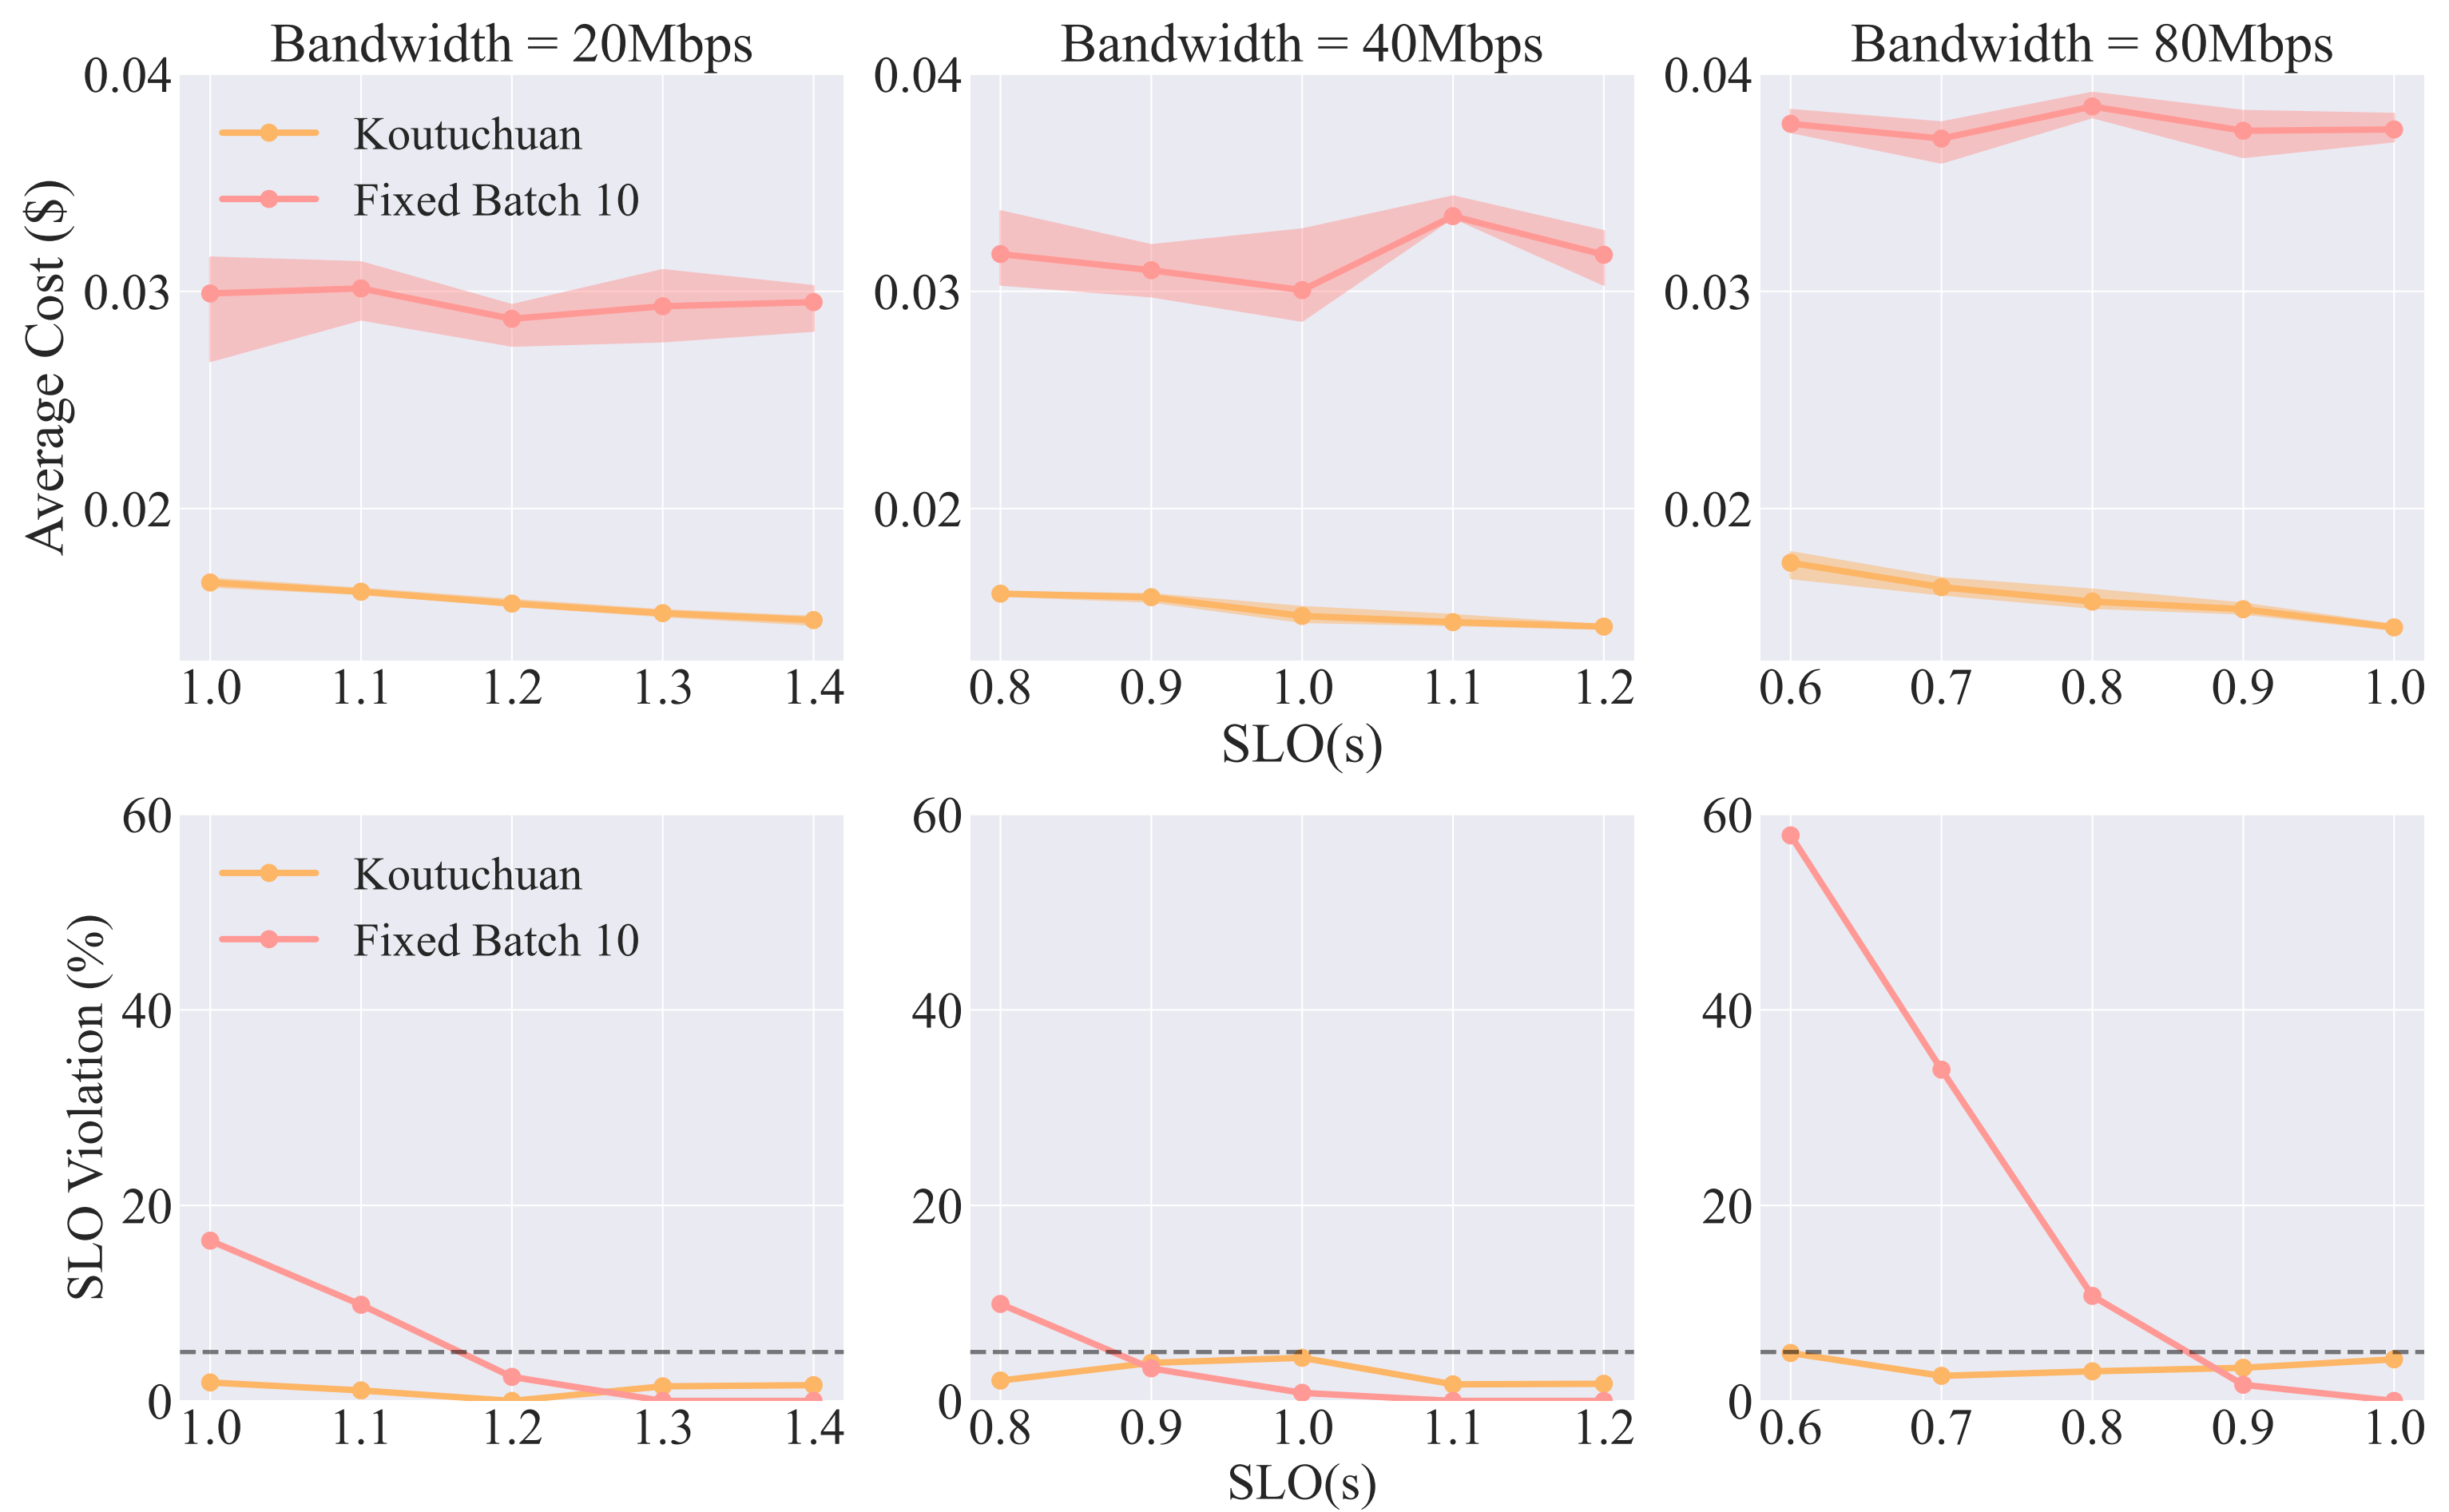 Bandwidth = 20Mbps
Bandwidth = 40Mbps
Bandwidth = 80Mbps
Average Cost ($)
0.04
0.03
0.02
Koutuchuan
Fixed Batch 10
1.0 1.1 1.2 1.3 1.4
0.04
0.03
0.02
0.8 0.9 1.0 1.1 1.2
0.04
0.03
0.02
0.6 0.7 0.8 0.9 1.0
SLO(s)
SLO Violation (%)
60
40
20
0
Koutuchuan
Fixed Batch 10
1.0 1.1 1.2 1.3 1.4
60
40
20
0
0.8 0.9 1.0 1.1 1.2
60
40
20
0
0.6 0.7 0.8 0.9 1.0
SLO(s)